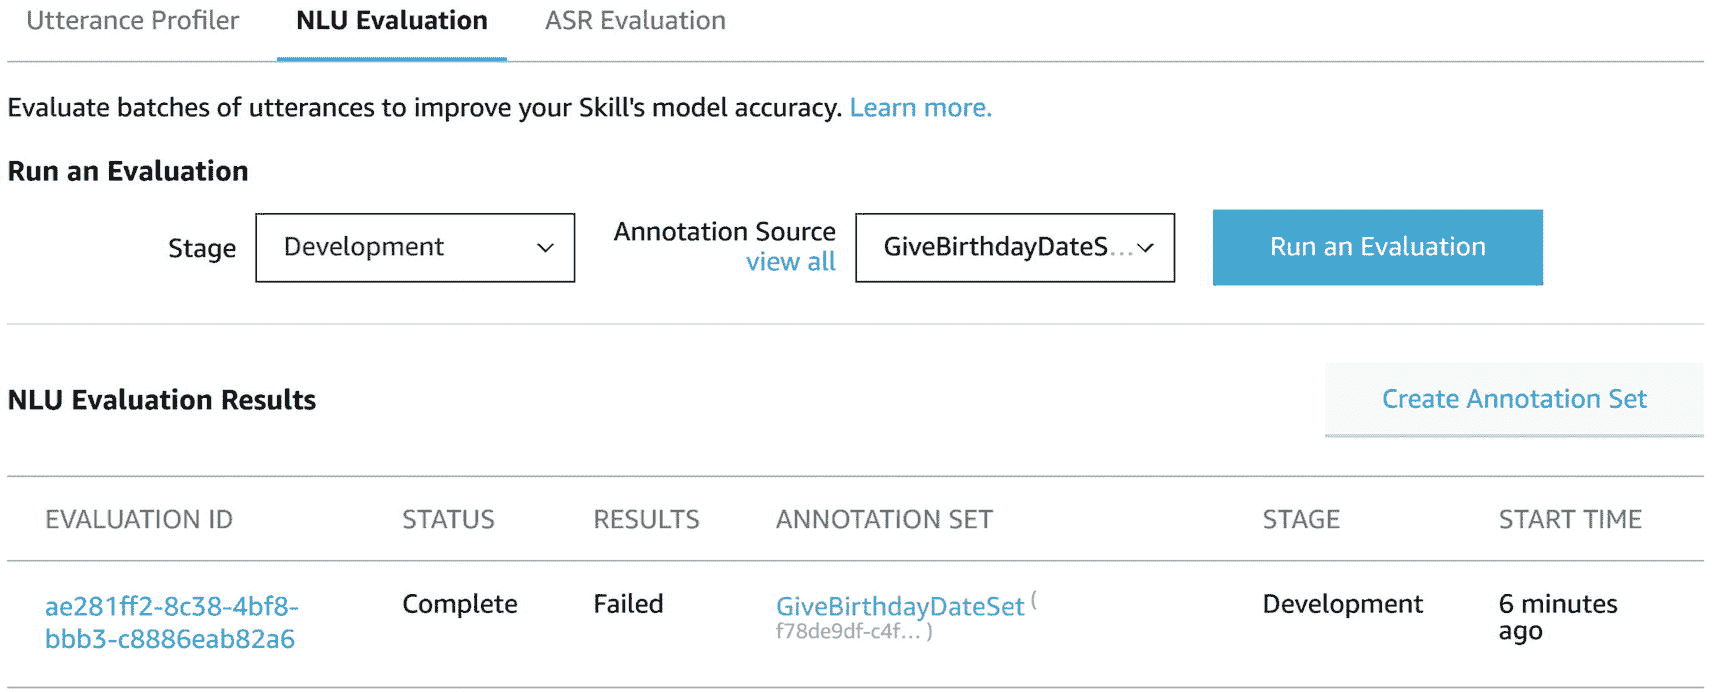 Utterance Profiler NLU Evaluation ASR Evaluation
Evaluate batches of utterances to improve your Skill's model accuracy. Learn more.
Run an Evaluation
Stage Development Annotation Source view all GiveBirthdayDateS... Run an Evaluation
NLU Evaluation Results Create Annotation Set
EVALUATION ID STATUS RESULTS ANNOTATION SET STAGE START TIME
ae281ff2-8c38-4bf8- Complete Failed GiveBirthdayDateSet ( Development 6 minutes
bbb3-c8886eab82a6 f78de9df-c4f... ) ago